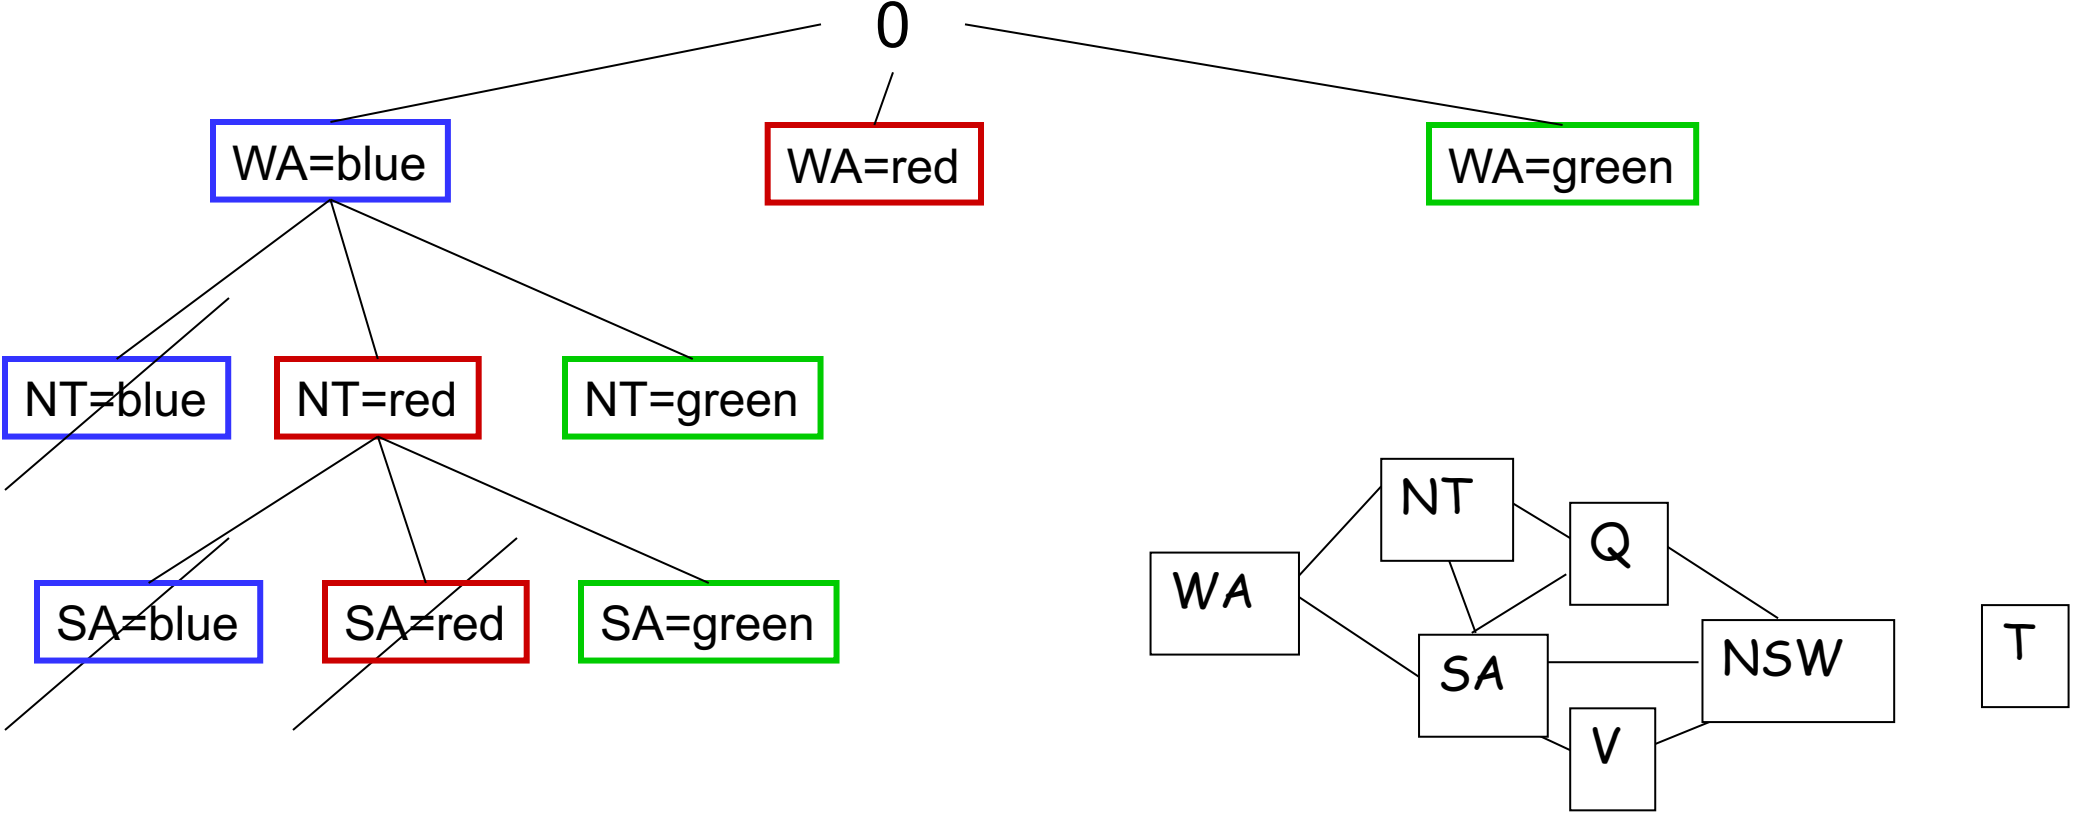 0
WA=blue
WA=red
WA=green
NT=blue
NT=red
NT=green
SA=blue
SA=red
SA=green
NT
Q
WA
SA
NSW
T
V